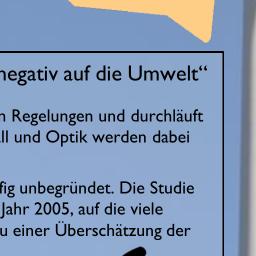 negativ auf die Umwelt“
n Regelungen und durchläuft
ll und Optik werden dabei
fig unbegründet. Die Studie
Jahr 2005, auf die viele
u einer Überschätzung der